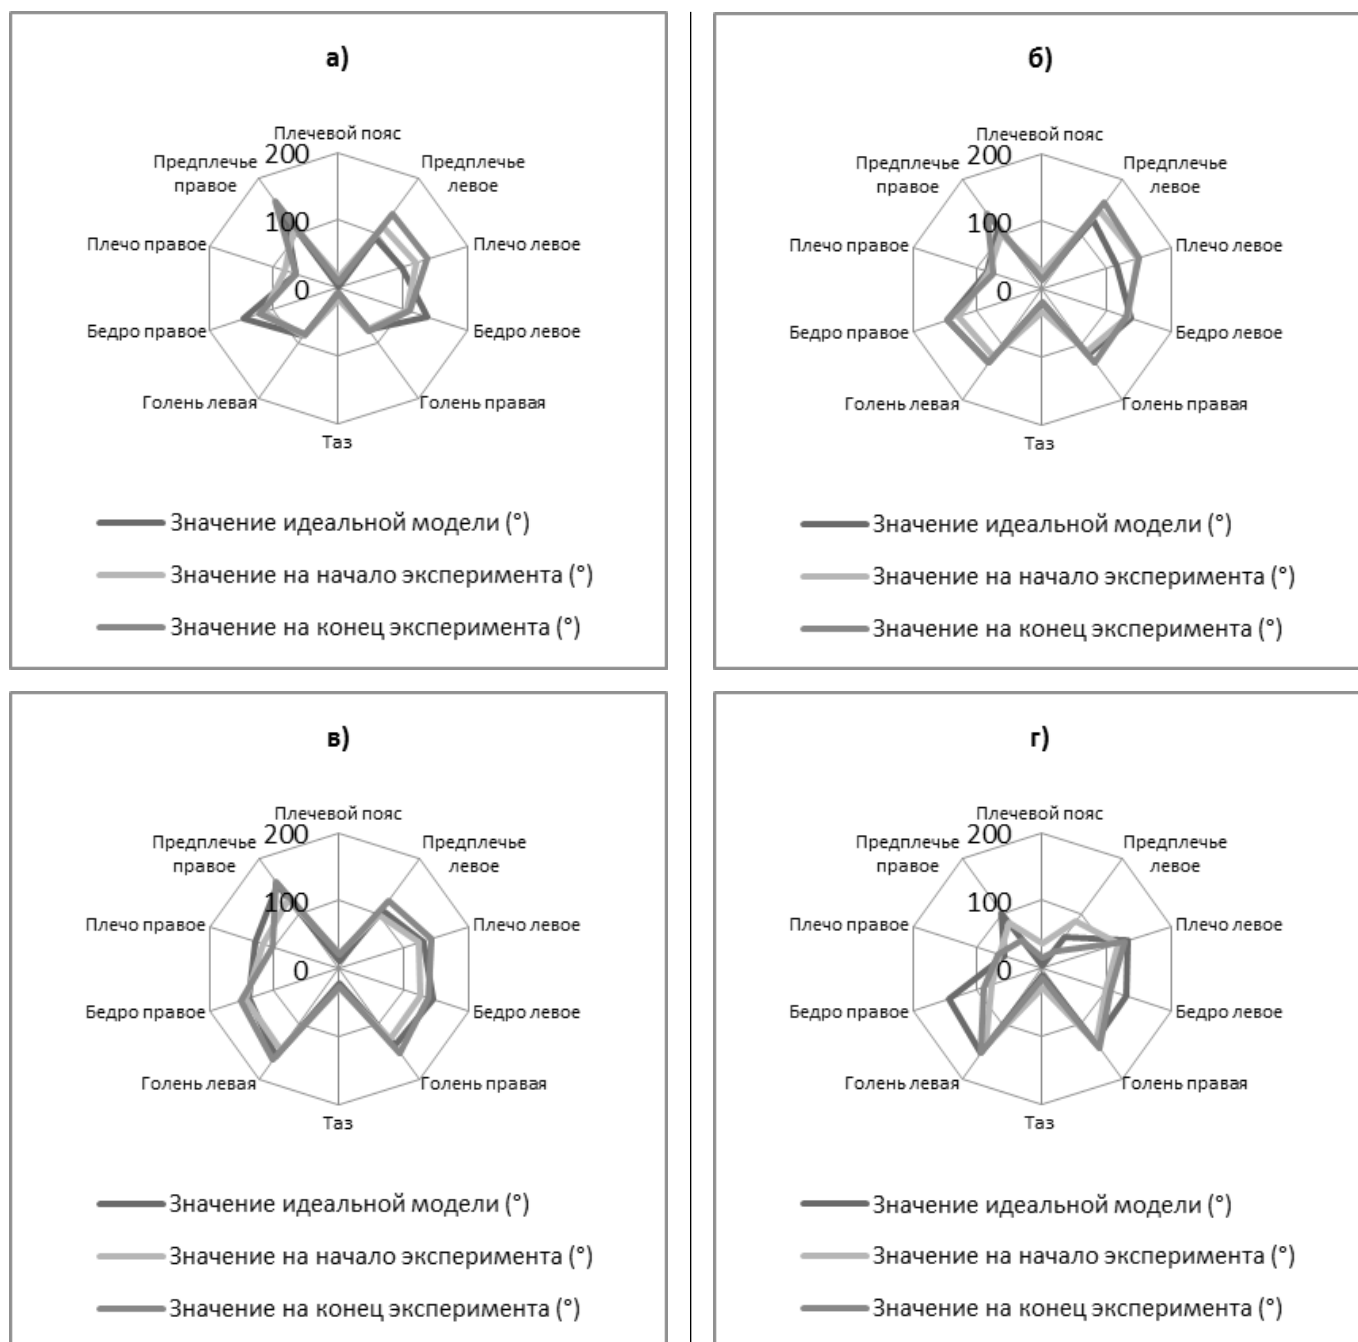 а)
Плечевой пояс
200
Предплечье
правое
Предплечье
левое
100
Плечо правое
Плечо левое
0
Бедро правое
Бедро левое
Голень левая
Голень правая
Таз
Значение идеальной модели (°)
Значение на начало эксперимента (°)
Значение на конец эксперимента (°)
б)
Плечевой пояс
200
Предплечье
правое
Предплечье
левое
100
Плечо правое
Плечо левое
0
Бедро правое
Бедро левое
Голень левая
Голень правая
Таз
Значение идеальной модели (°)
Значение на начало эксперимента (°)
Значение на конец эксперимента (°)
в)
Плечевой пояс
200
Предплечье
правое
Предплечье
левое
100
Плечо правое
Плечо левое
0
Бедро правое
Бедро левое
Голень левая
Голень правая
Таз
Значение идеальной модели (°)
Значение на начало эксперимента (°)
Значение на конец эксперимента (°)
г)
Плечевой пояс
200
Предплечье
правое
Предплечье
левое
100
Плечо правое
Плечо левое
0
Бедро правое
Бедро левое
Голень левая
Голень правая
Таз
Значение идеальной модели (°)
Значение на начало эксперимента (°)
Значение на конец эксперимента (°)